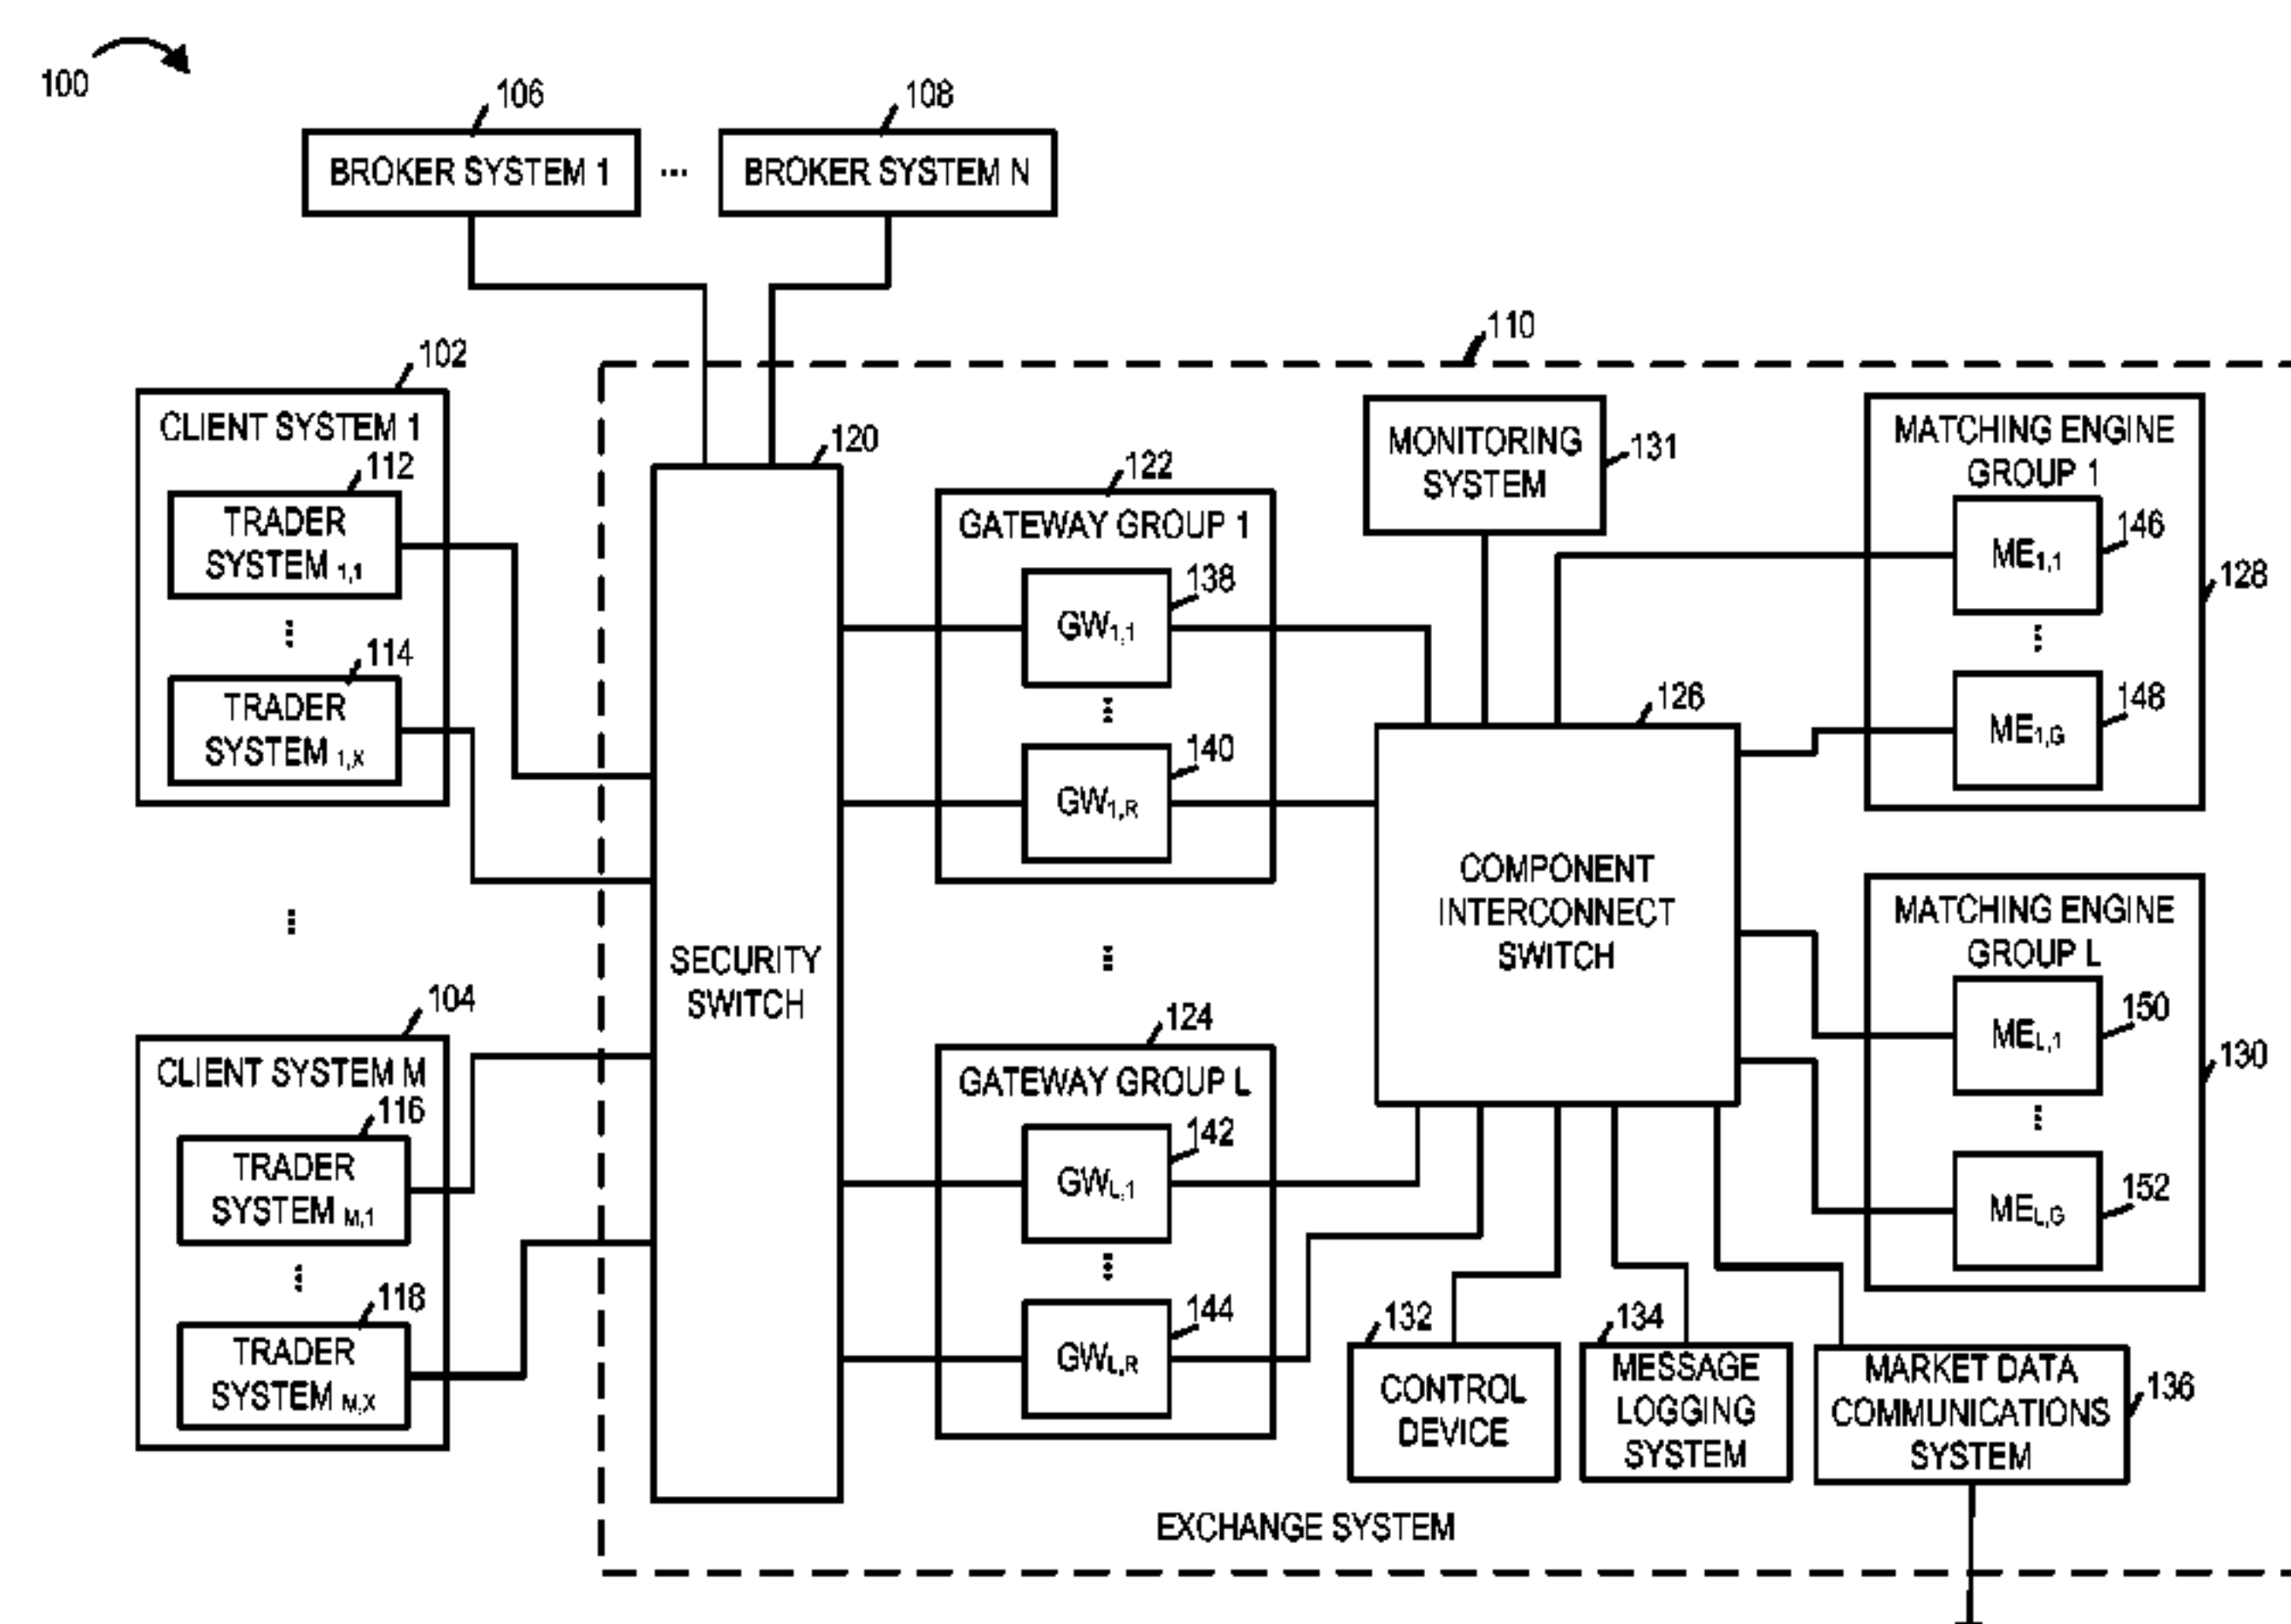 100
106
108
BROKER SYSTEM 1
...
BROKER SYSTEM N
110
102
CLIENT SYSTEM 1
112
TRADER
SYSTEM 1,1
...
114
TRADER
SYSTEM 1,X
...
104
CLIENT SYSTEM M
116
TRADER
SYSTEM M,1
...
118
TRADER
SYSTEM M,X
120
SECURITY
SWITCH
122
GATEWAY GROUP 1
138
GW1,1
...
140
GW1,R
...
124
GATEWAY GROUP L
142
GWL,1
...
144
GWL,R
MONITORING
SYSTEM
131
126
COMPONENT
INTERCONNECT
SWITCH
MATCHING ENGINE
GROUP 1
146
ME1,1
128
...
148
ME1,G
MATCHING ENGINE
GROUP L
150
MEL,1
130
...
152
MEL,G
132
CONTROL
DEVICE
134
MESSAGE
LOGGING
SYSTEM
MARKET DATA
COMMUNICATIONS
SYSTEM
136
EXCHANGE SYSTEM